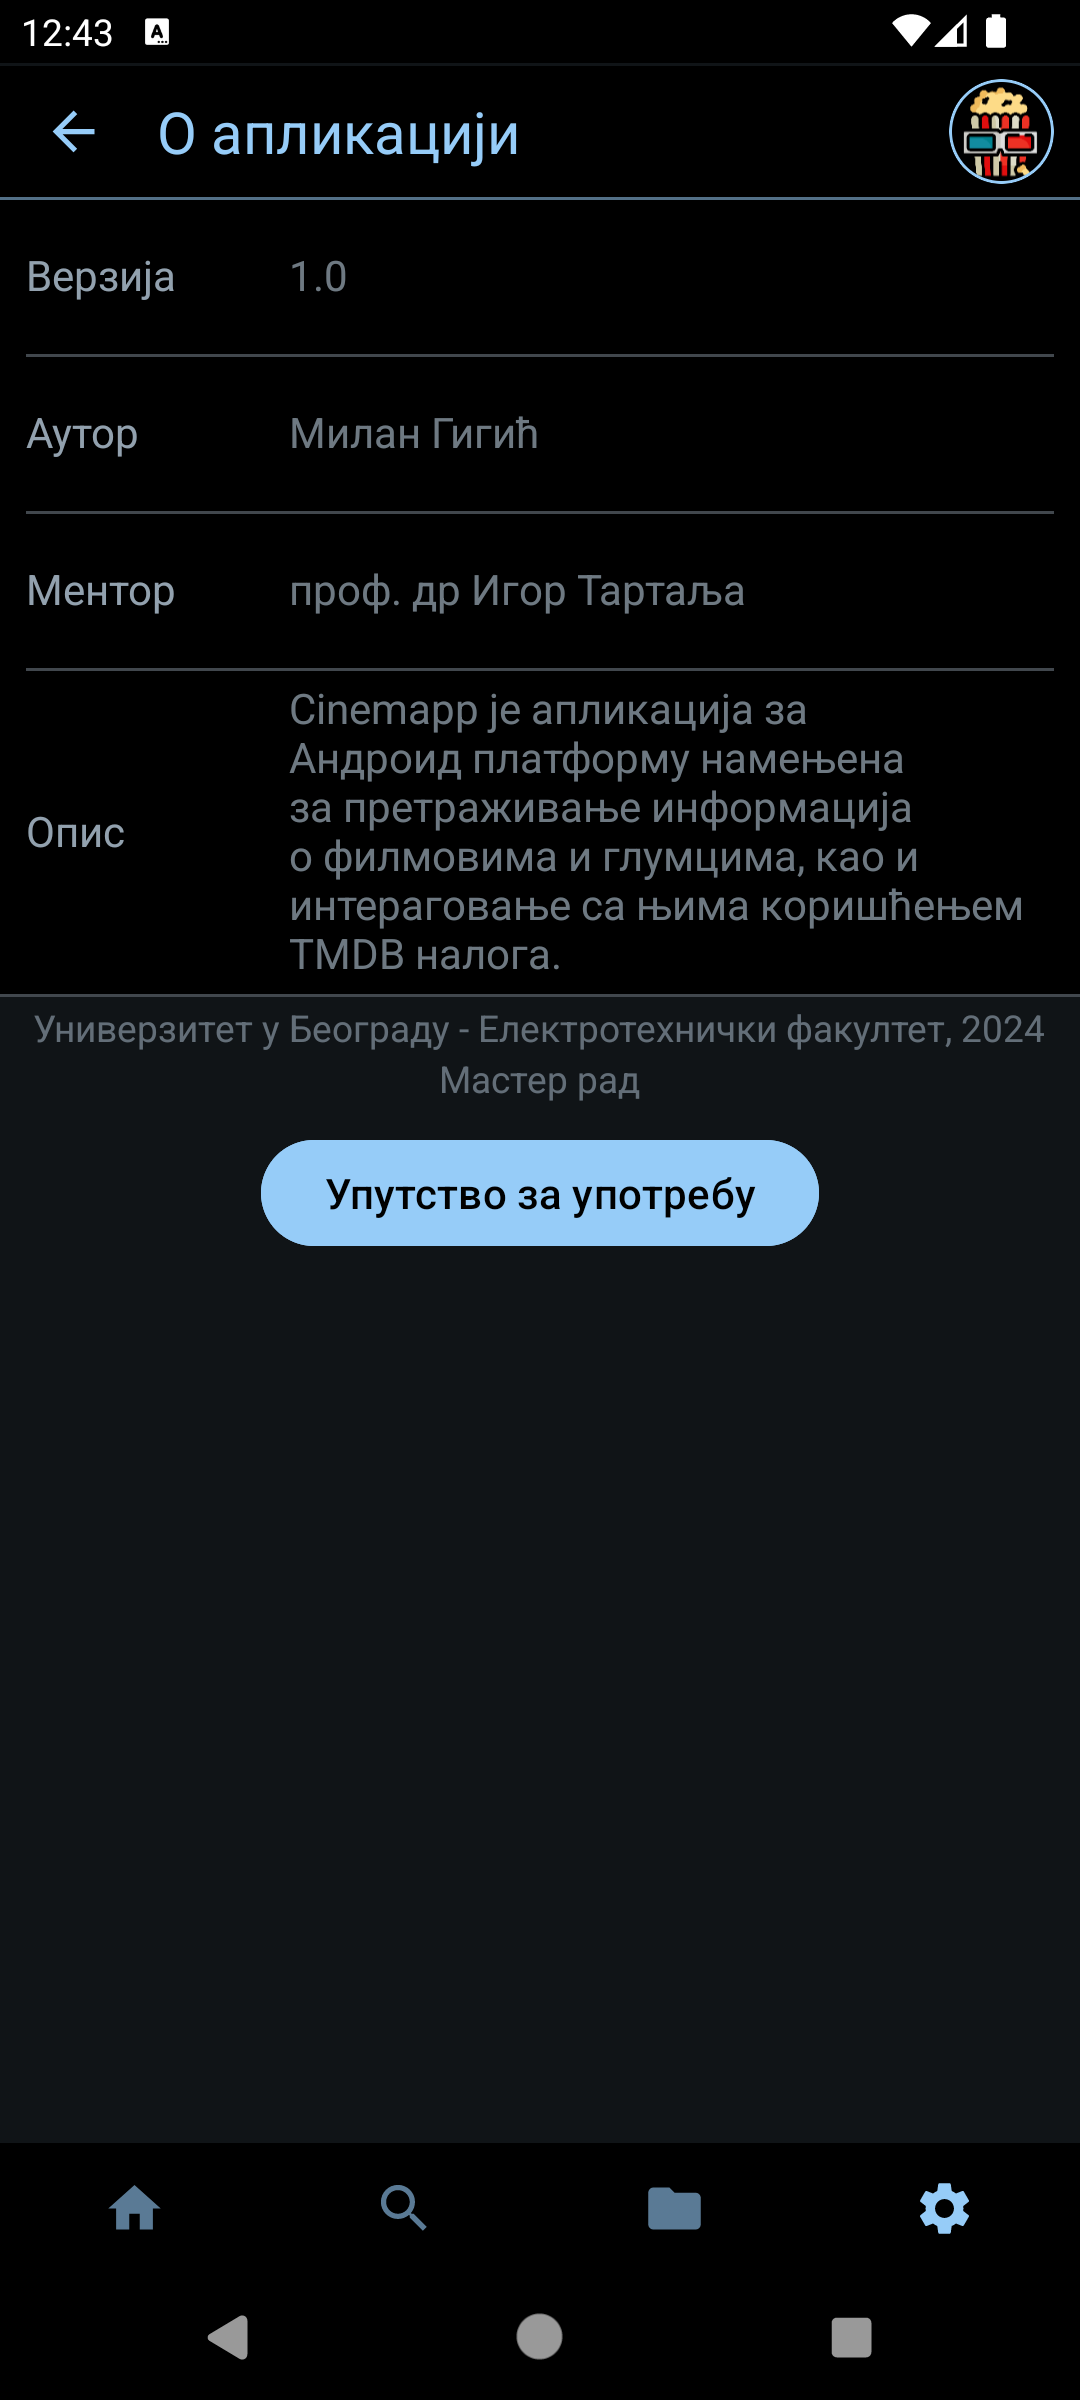 12:43
О апликацији
Верзија 1.0
Аутор Милан Гигић
Ментор проф. др Игор Тартаља
Опис
Cinemapp је апликација за
Андроид платформу намењена
за претраживање информација
о филмовима и глумцима, као и
интераговање са њима коришћењем
TMDB налога.
Универзитет у Београду - Електротехнички факултет, 2024
Мастер рад
Упутство за употребу